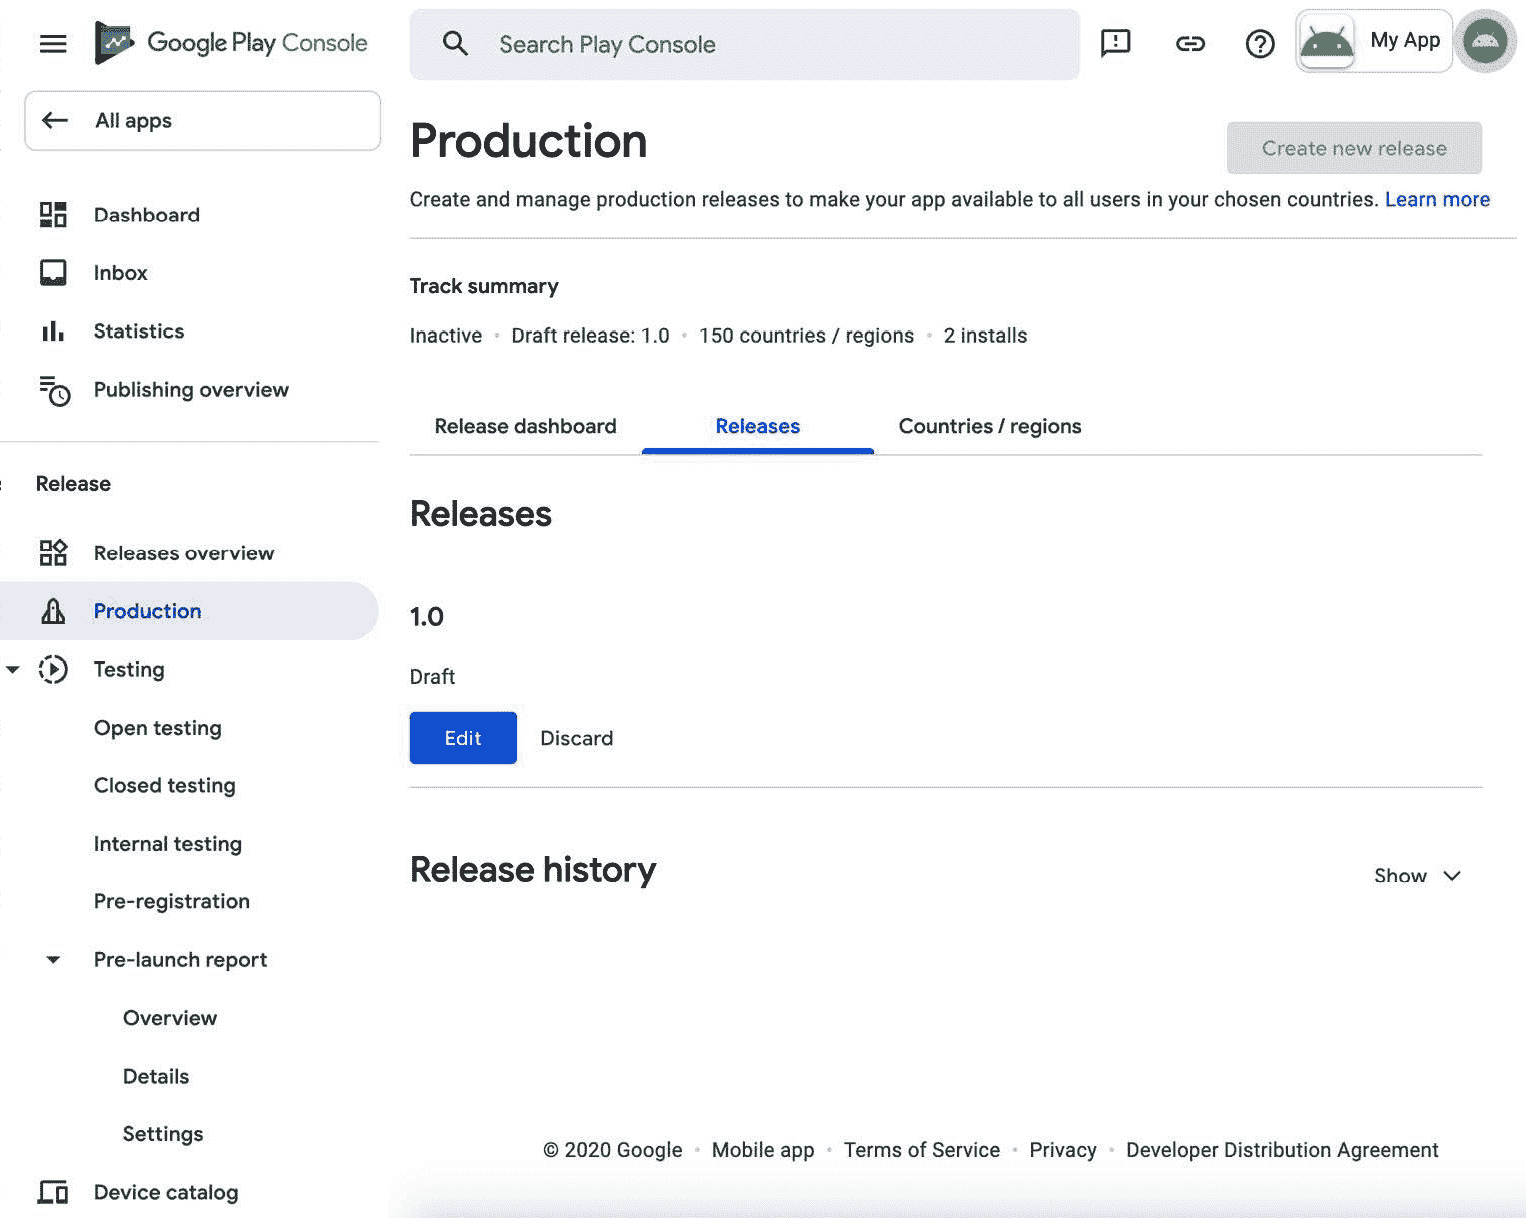 Google Play Console
Search Play Console
My App
All apps
Dashboard
Inbox
Statistics
Publishing overview
Release
Releases overview
Production
Testing
Open testing
Closed testing
Internal testing
Pre-registration
Pre-launch report
Overview
Details
Settings
Device catalog
Production
Create new release
Create and manage production releases to make your app available to all users in your chosen countries. Learn more
Track summary
Inactive • Draft release: 1.0 • 150 countries / regions • 2 installs
Release dashboard
Releases
Countries / regions
Releases
1.0
Draft
Edit
Discard
Release history
Show
© 2020 Google • Mobile app • Terms of Service • Privacy • Developer Distribution Agreement